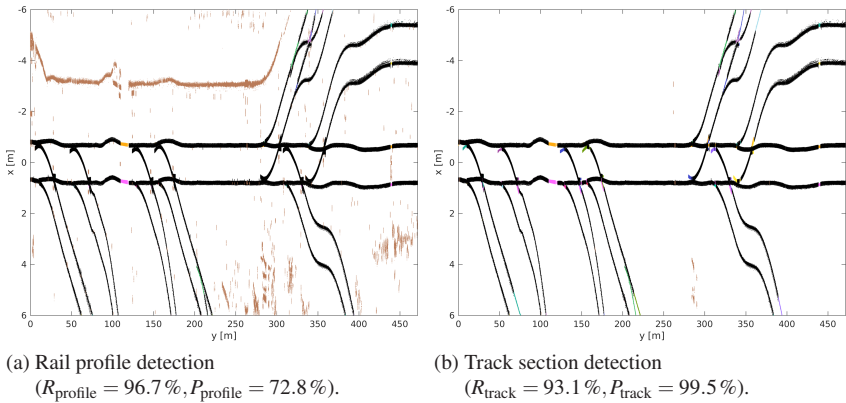 -6
-4
-2
0
2
4
6
x [m]
0 50 100 150 200 250 300 350 400 450
y [m]
-6
-4
-2
0
2
4
6
x [m]
0 50 100 150 200 250 300 350 400 450
y [m]
(a) Rail profile detection
(R_profile = 96.7 %, P_profile = 72.8 %).
(b) Track section detection
(R_track = 93.1 %, P_track = 99.5 %).